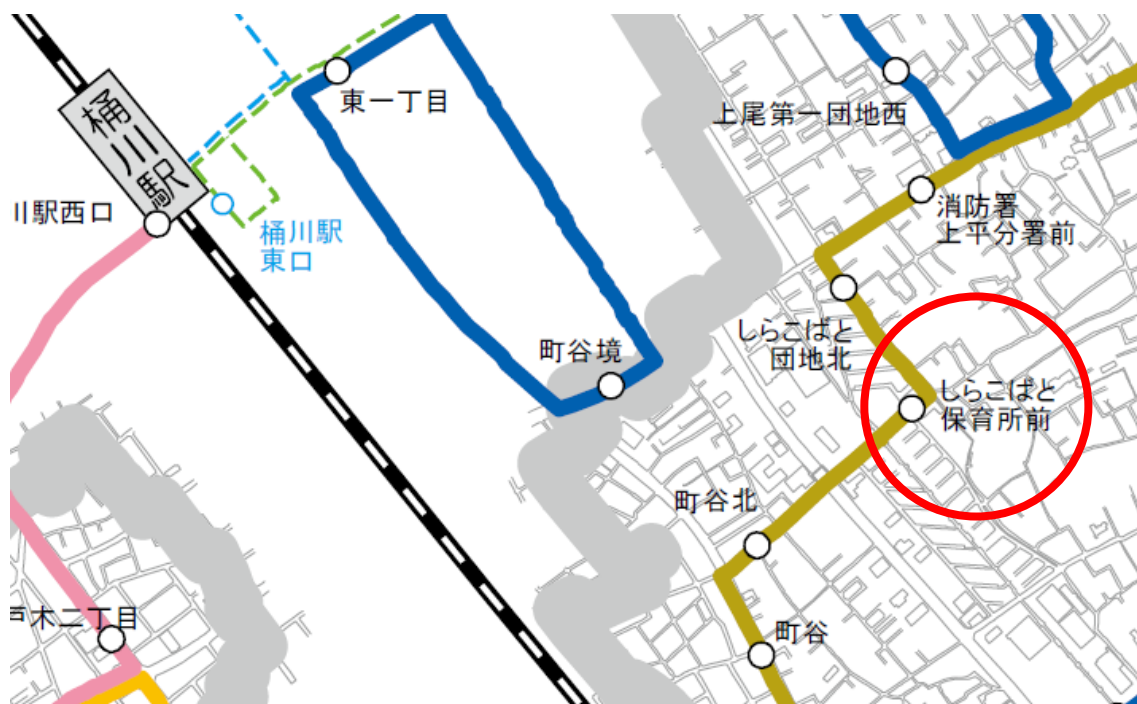 東一丁目
上尾第一団地西
桶川駅
川駅西口
桶川駅
東口
消防署
上平分署前
しらこばと
団地北
町谷境
しらこばと
保育所前
町谷北
戸木二丁目
町谷